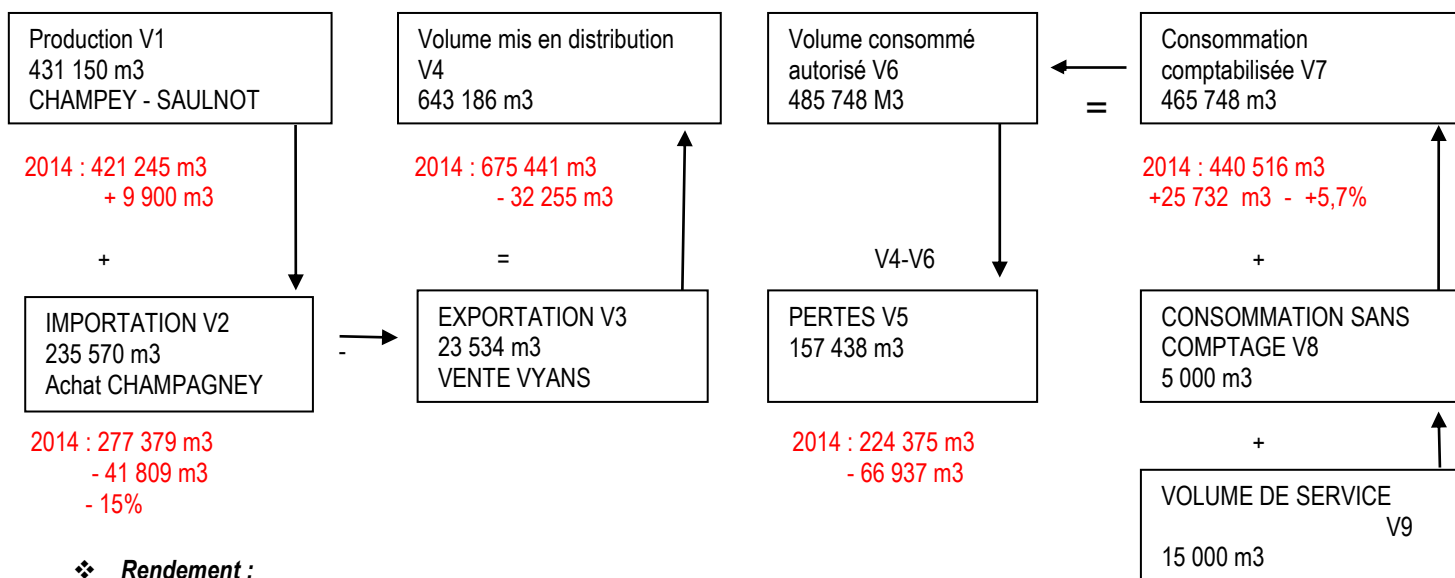 Production V1
431 150 m3
CHAMPEY - SAULNOT
Volume mis en distribution
V4
643 186 m3
Volume consommé
autorisé V6
485 748 M3
=
Consommation
comptabilisée V7
465 748 m3
2014 : 421 245 m3
+ 9 900 m3
2014 : 675 441 m3
- 32 255 m3
2014 : 440 516 m3
+25 732 m3 - +5,7%
+
=
V4-V6
+
IMPORTATION V2
235 570 m3
Achat CHAMPAGNEY
-
EXPORTATION V3
23 534 m3
VENTE VYANS
PERTES V5
157 438 m3
CONSOMMATION SANS
COMPTAGE V8
5 000 m3
2014 : 277 379 m3
- 41 809 m3
- 15%
2014 : 224 375 m3
- 66 937 m3
+
VOLUME DE SERVICE
V9
15 000 m3
❖ Rendement :